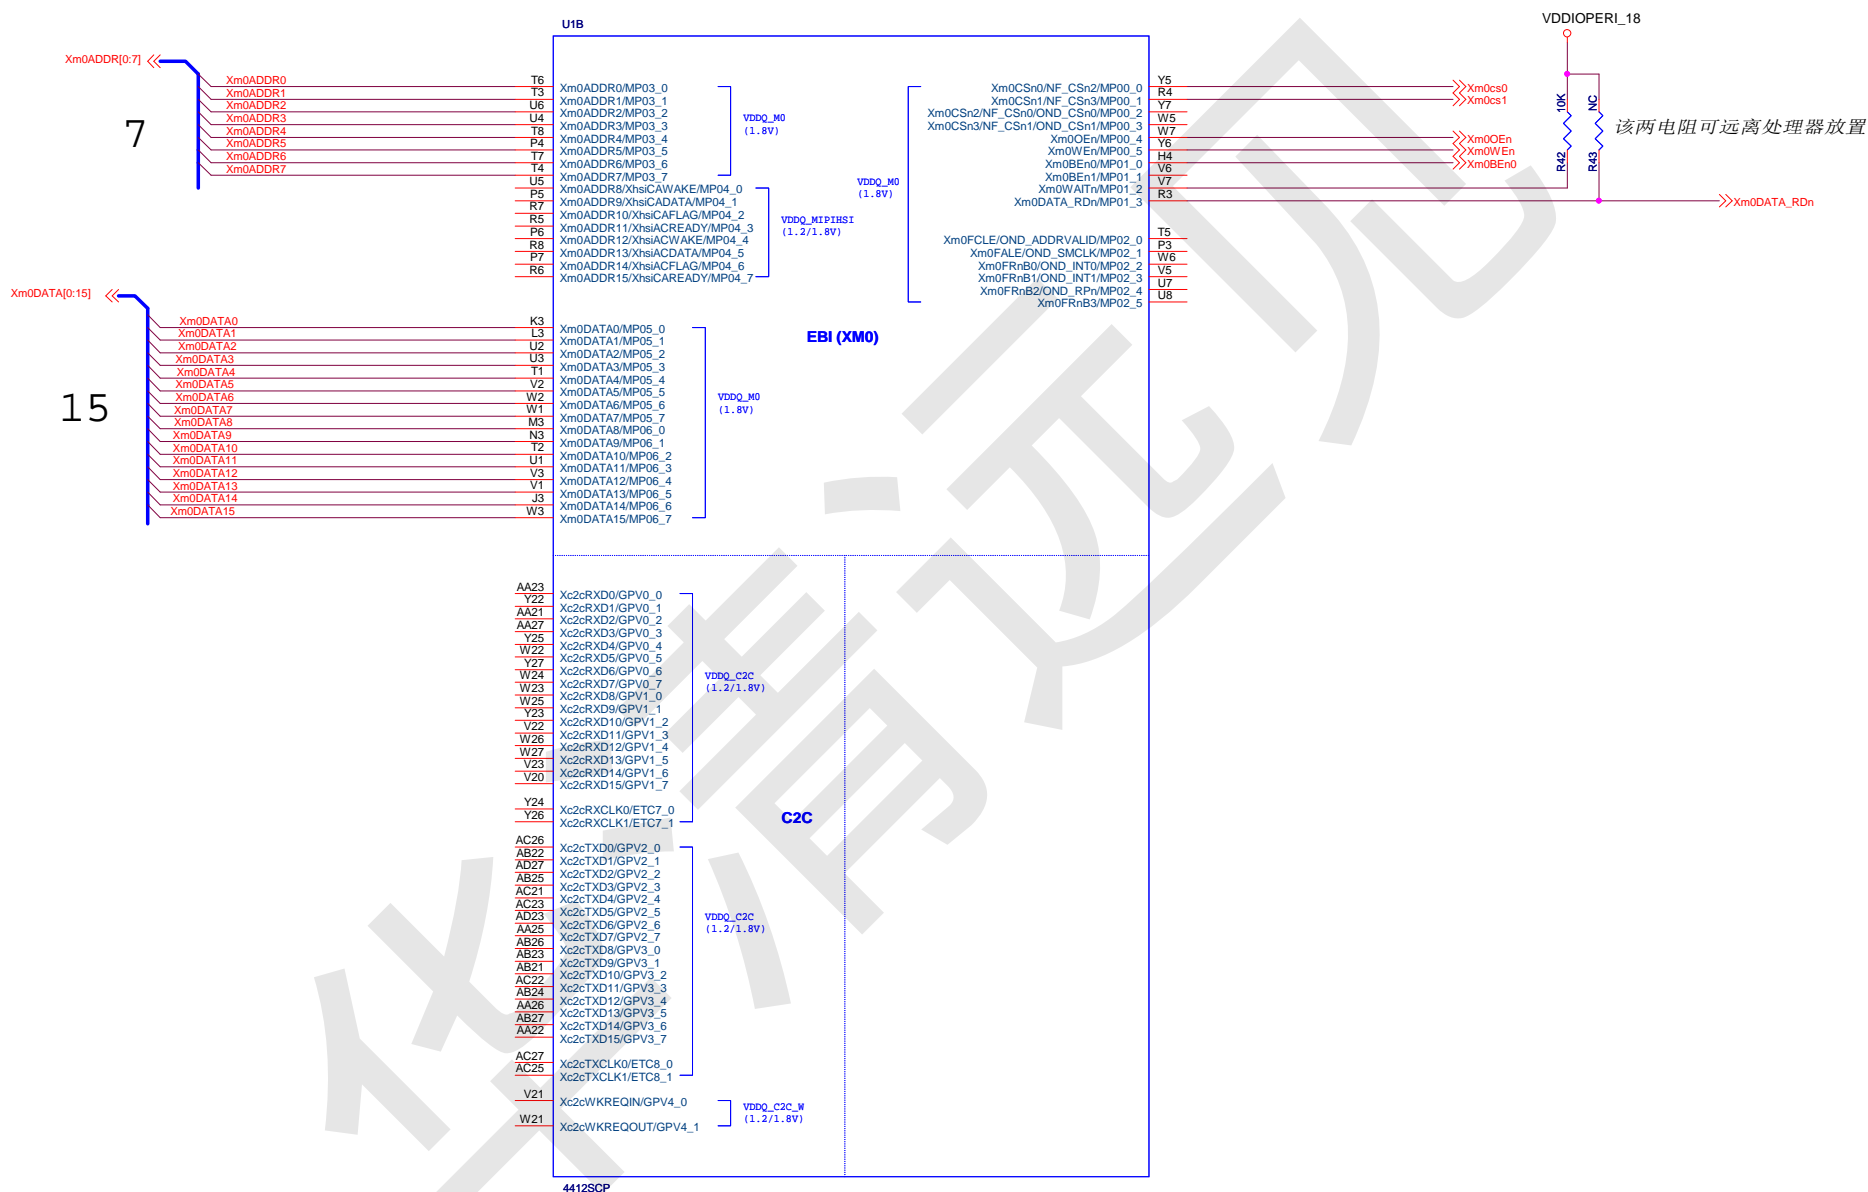 U1B
VDDIOPERI_18
Xm0ADDR[0:7]
7
Xm0ADDR0 T6 Xm0ADDR0/MP03_0
Xm0ADDR1 T3 Xm0ADDR1/MP03_1
Xm0ADDR2 U6 Xm0ADDR2/MP03_2
Xm0ADDR3 U4 Xm0ADDR3/MP03_3
Xm0ADDR4 T8 Xm0ADDR4/MP03_4
Xm0ADDR5 P4 Xm0ADDR5/MP03_5
Xm0ADDR6 T7 Xm0ADDR6/MP03_6
Xm0ADDR7 T4 Xm0ADDR7/MP03_7
VDDQ_M0
(1.8V)
U5 Xm0ADDR8/XhsiCAWAKE/MP04_0
P5 Xm0ADDR9/XhsiCADATA/MP04_1
R7 Xm0ADDR10/XhsiCAFLAG/MP04_2
R5 Xm0ADDR11/XhsiACREADY/MP04_3
P6 Xm0ADDR12/XhsiACWAKE/MP04_4
R8 Xm0ADDR13/XhsiACDATA/MP04_5
P7 Xm0ADDR14/XhsiACFLAG/MP04_6
R6 Xm0ADDR15/XhsiCAREADY/MP04_7
VDDQ_MIPIHSI
(1.2/1.8V)
VDDQ_M0
(1.8V)
Xm0CSn0/NF_CSn2/MP00_0 Y5 Xm0cs0
Xm0CSn1/NF_CSn3/MP00_1 R4 Xm0cs1
Xm0CSn2/NF_CSn0/OND_CSn0/MP00_2 Y7
Xm0CSn3/NF_CSn1/OND_CSn1/MP00_3 W5
Xm0OEn/MP00_4 W7 Xm0OEn
Xm0WEn/MP00_5 Y6 Xm0WEn
Xm0BEn0/MP01_0 H4 Xm0BEn0
Xm0BEn1/MP01_1 V6
Xm0WAITn/MP01_2 V7
Xm0DATA_RDn/MP01_3 R3 Xm0DATA_RDn
R42 10K
R43 NC
该两电阻可远离处理器放置
Xm0FCLE/OND_ADDRVALID/MP02_0 T5
Xm0FALE/OND_SMCLK/MP02_1 P3
Xm0FRnB0/OND_INT0/MP02_2 W6
Xm0FRnB1/OND_INT1/MP02_3 V5
Xm0FRnB2/OND_RPn/MP02_4 U7
Xm0FRnB3/MP02_5 U8
EBI (XM0)
Xm0DATA[0:15]
15
Xm0DATA0 K3 Xm0DATA0/MP05_0
Xm0DATA1 L3 Xm0DATA1/MP05_1
Xm0DATA2 U2 Xm0DATA2/MP05_2
Xm0DATA3 U3 Xm0DATA3/MP05_3
Xm0DATA4 T1 Xm0DATA4/MP05_4
Xm0DATA5 V2 Xm0DATA5/MP05_5
Xm0DATA6 W2 Xm0DATA6/MP05_6
Xm0DATA7 W1 Xm0DATA7/MP05_7
Xm0DATA8 M3 Xm0DATA8/MP06_0
Xm0DATA9 N3 Xm0DATA9/MP06_1
Xm0DATA10 T2 Xm0DATA10/MP06_2
Xm0DATA11 U1 Xm0DATA11/MP06_3
Xm0DATA12 V3 Xm0DATA12/MP06_4
Xm0DATA13 V1 Xm0DATA13/MP06_5
Xm0DATA14 J3 Xm0DATA14/MP06_6
Xm0DATA15 W3 Xm0DATA15/MP06_7
VDDQ_M0
(1.8V)
AA23 Xc2cRXD0/GPV0_0
Y22 Xc2cRXD1/GPV0_1
AA21 Xc2cRXD2/GPV0_2
AA27 Xc2cRXD3/GPV0_3
Y25 Xc2cRXD4/GPV0_4
W22 Xc2cRXD5/GPV0_5
Y27 Xc2cRXD6/GPV0_6
W24 Xc2cRXD7/GPV0_7
W23 Xc2cRXD8/GPV1_0
W25 Xc2cRXD9/GPV1_1
Y23 Xc2cRXD10/GPV1_2
V22 Xc2cRXD11/GPV1_3
W26 Xc2cRXD12/GPV1_4
W27 Xc2cRXD13/GPV1_5
V23 Xc2cRXD14/GPV1_6
V20 Xc2cRXD15/GPV1_7
Y24 Xc2cRXCLK0/ETC7_0
Y26 Xc2cRXCLK1/ETC7_1
VDDQ_C2C
(1.2/1.8V)
C2C
AC26 Xc2cTXD0/GPV2_0
AB22 Xc2cTXD1/GPV2_1
AD27 Xc2cTXD2/GPV2_2
AB25 Xc2cTXD3/GPV2_3
AC21 Xc2cTXD4/GPV2_4
AC23 Xc2cTXD5/GPV2_5
AD23 Xc2cTXD6/GPV2_6
AA25 Xc2cTXD7/GPV2_7
AB26 Xc2cTXD8/GPV3_0
AB23 Xc2cTXD9/GPV3_1
AB21 Xc2cTXD10/GPV3_2
AC22 Xc2cTXD11/GPV3_3
AB24 Xc2cTXD12/GPV3_4
AA26 Xc2cTXD13/GPV3_5
AB27 Xc2cTXD14/GPV3_6
AA22 Xc2cTXD15/GPV3_7
AC27 Xc2cTXCLK0/ETC8_0
AC25 Xc2cTXCLK1/ETC8_1
VDDQ_C2C
(1.2/1.8V)
V21 Xc2cWKREQIN/GPV4_0
W21 Xc2cWKREQOUT/GPV4_1
VDDQ_C2C_W
(1.2/1.8V)
4412SCP
华清远见